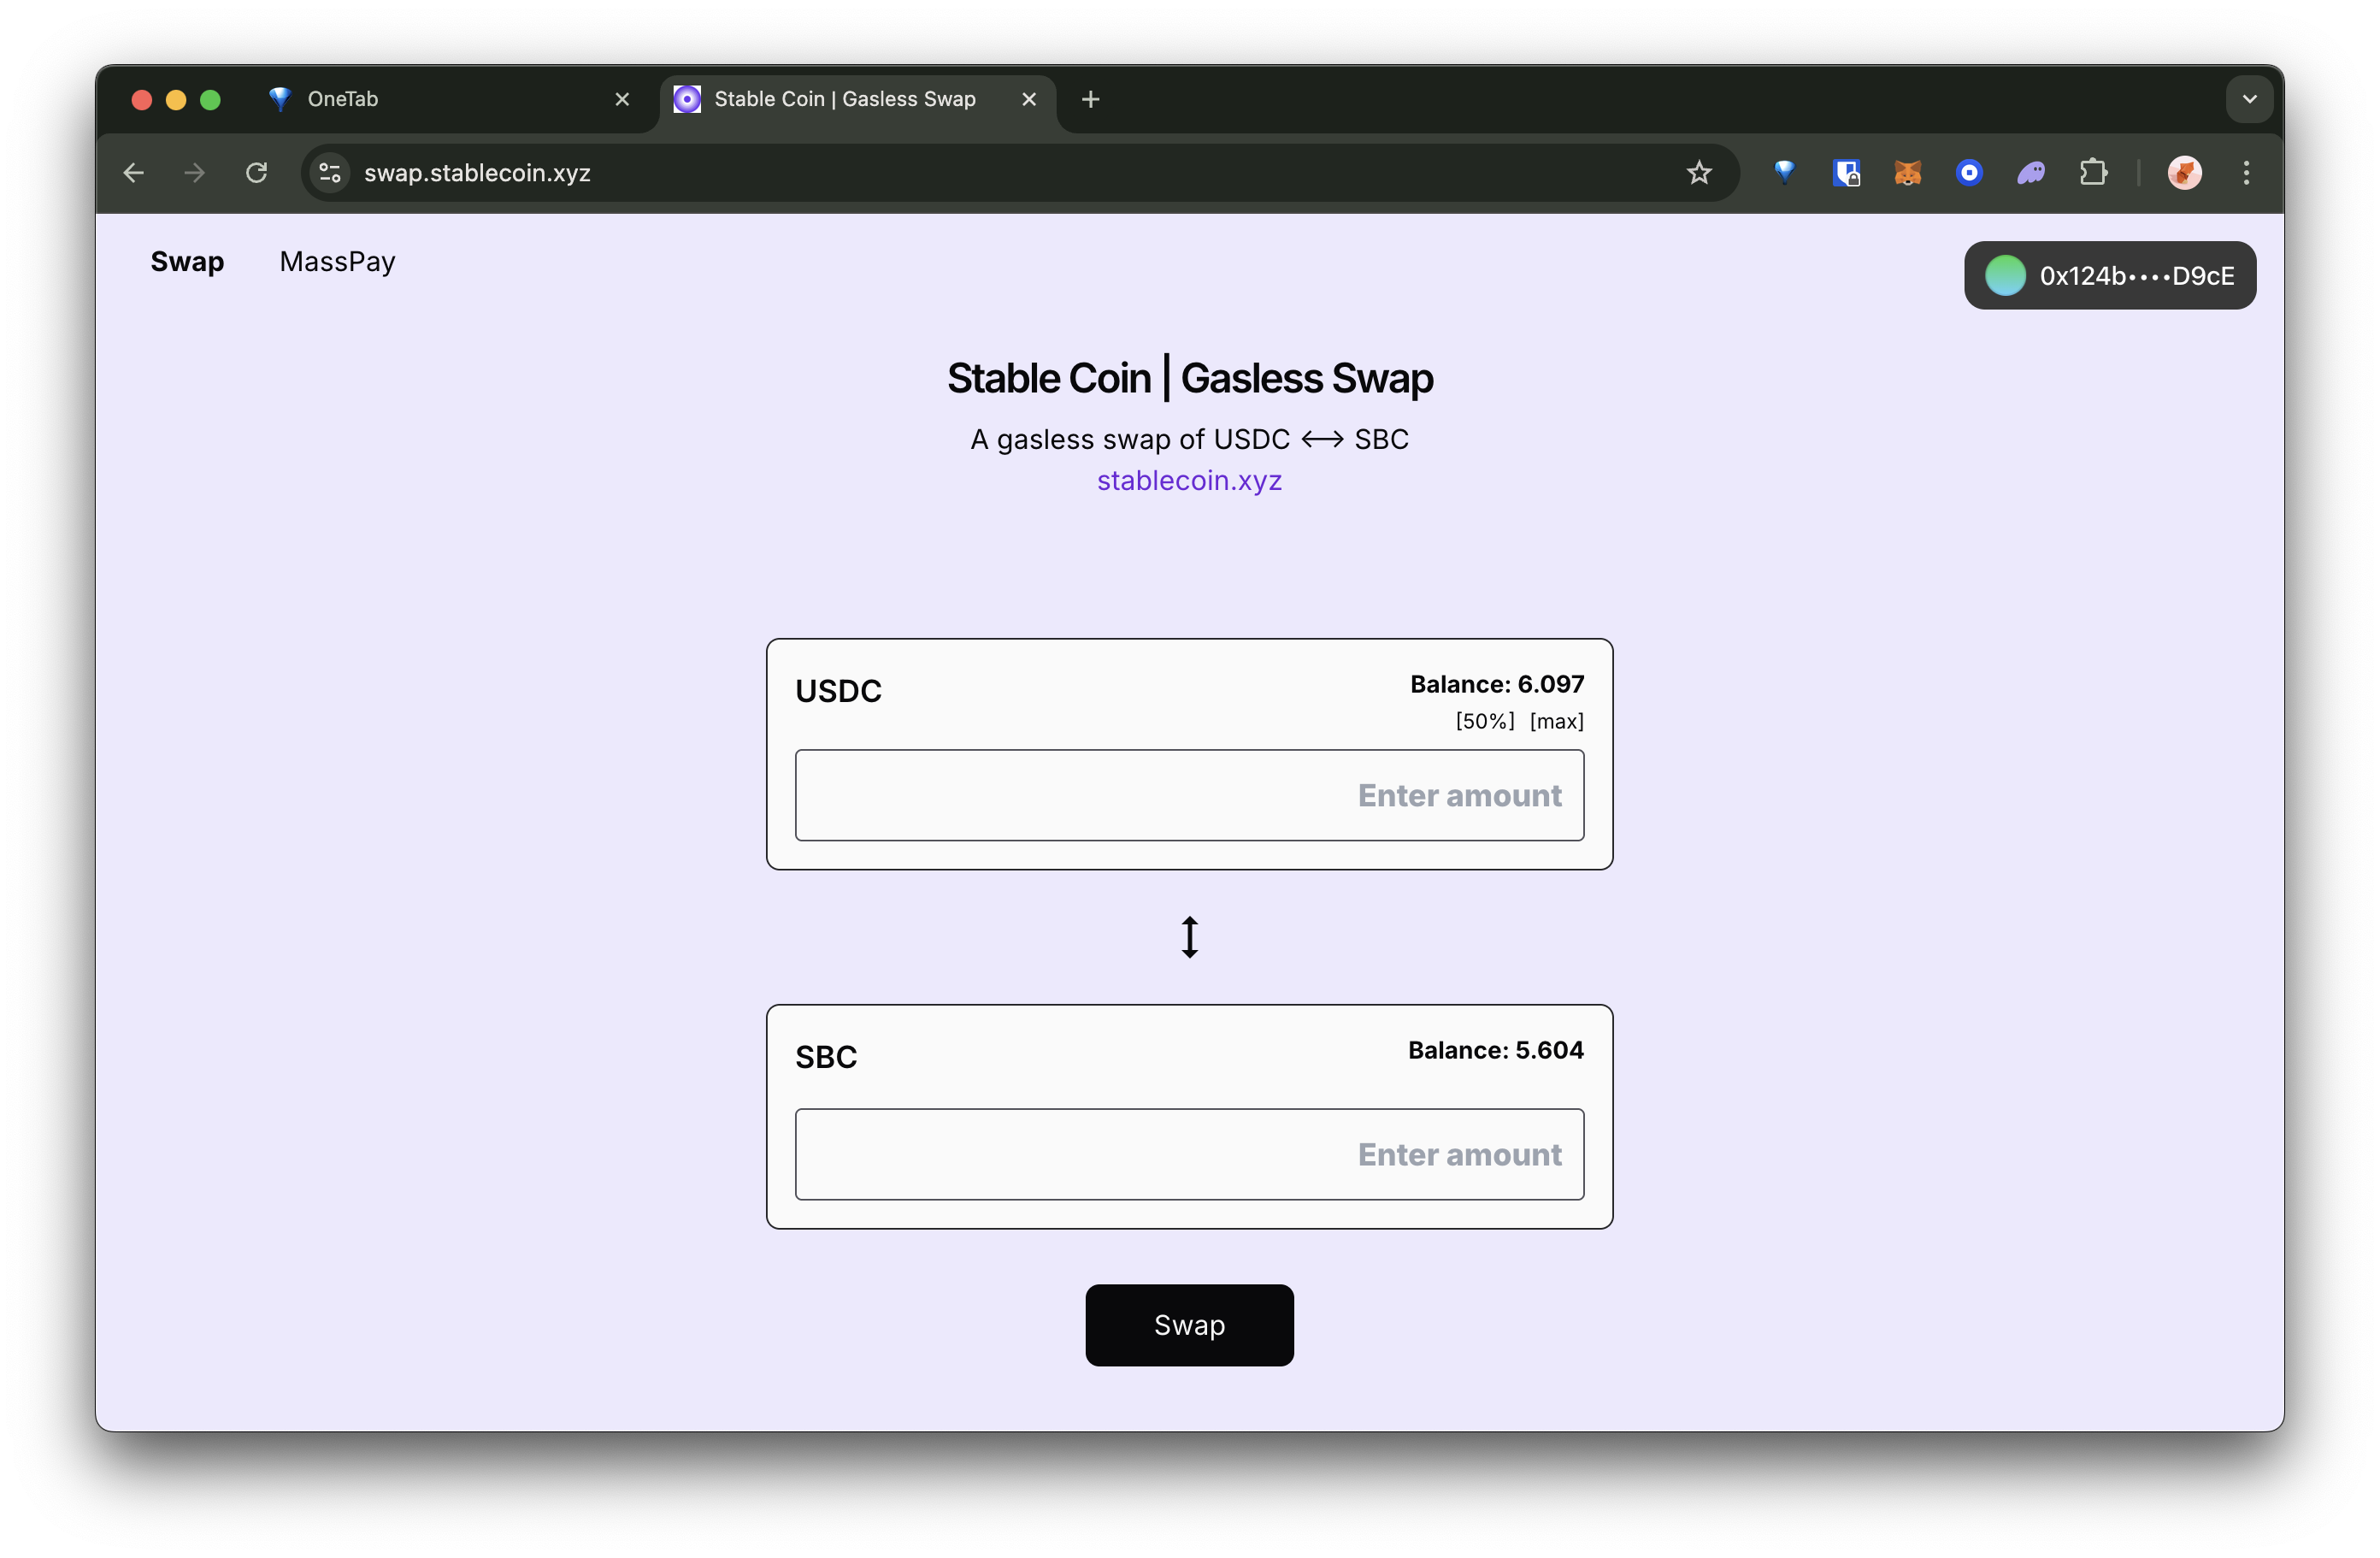 OneTab
Stable Coin | Gasless Swap
swap.stablecoin.xyz
Swap MassPay
0x124b••••D9cE
Stable Coin | Gasless Swap
A gasless swap of USDC ⟷ SBC
stablecoin.xyz
USDC
Balance: 6.097
[50%] [max]
Enter amount
SBC
Balance: 5.604
Enter amount
Swap